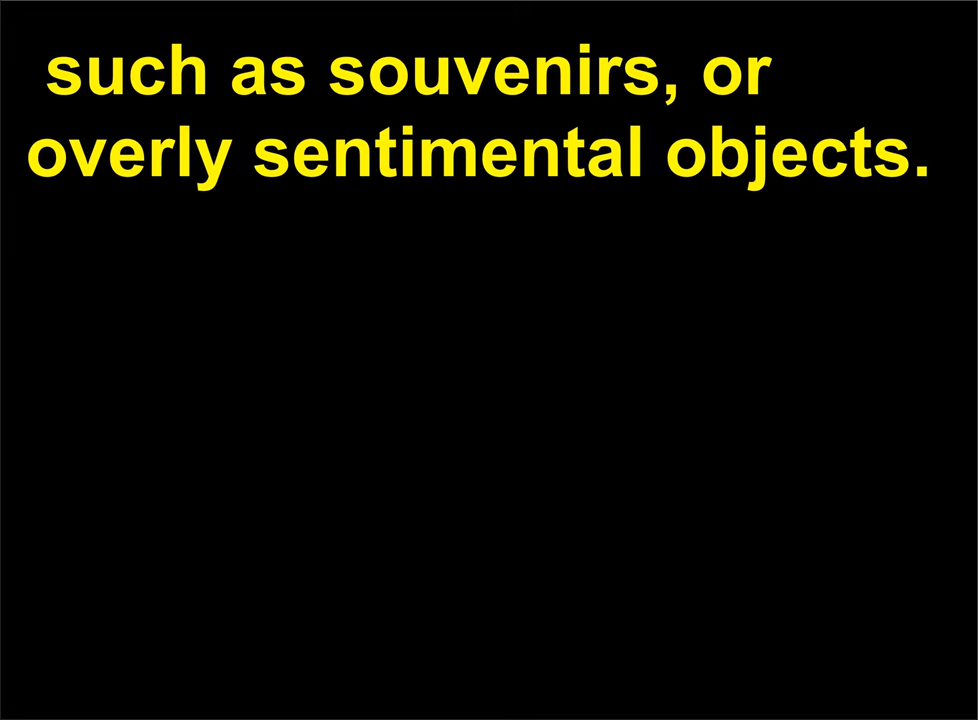 such as souvenirs, or
overly sentimental objects.